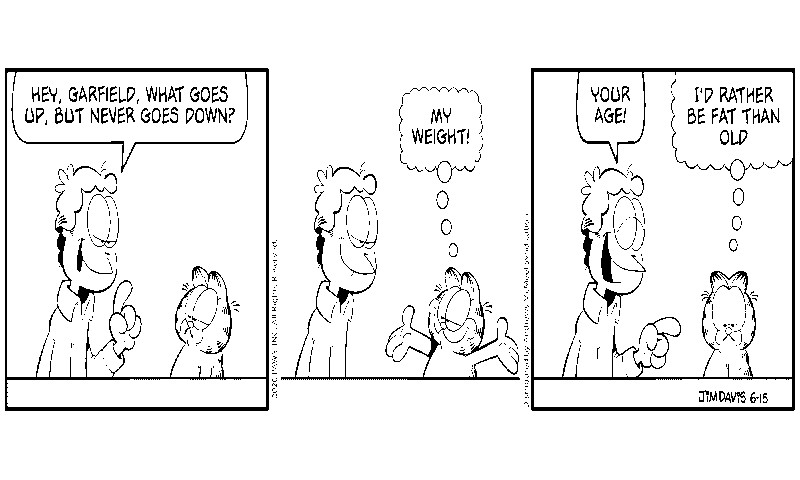 HEY, GARFIELD, WHAT GOES
UP, BUT NEVER GOES DOWN?
MY
WEIGHT!
YOUR
AGE!
I'D RATHER
BE FAT THAN
OLD
JIM DAVIS 6-15